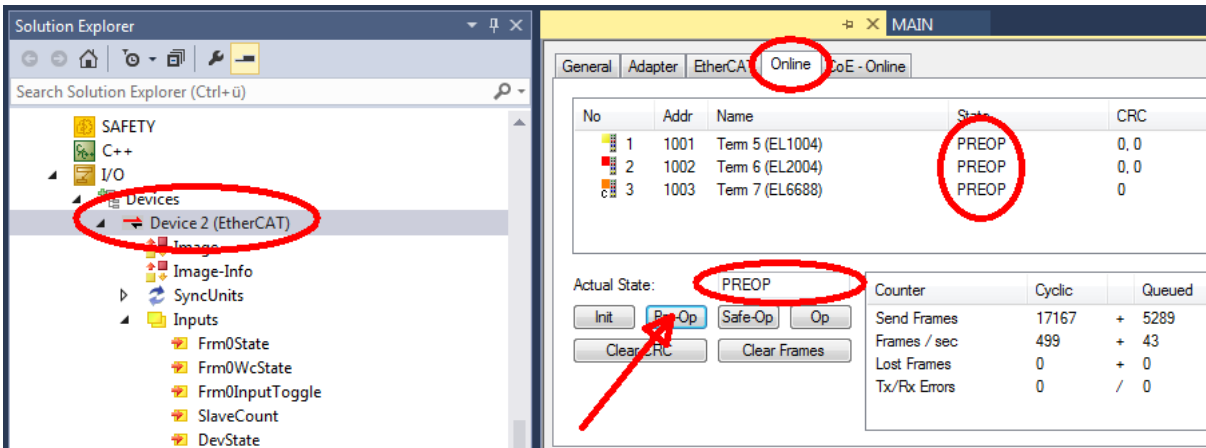 Solution Explorer
Search Solution Explorer (Ctrl+ü)
SAFETY
C++
I/O
Devices
Device 2 (EtherCAT)
Image
Image-Info
SyncUnits
Inputs
Frm0State
Frm0WcState
Frm0InputToggle
SlaveCount
DevState
MAIN
General Adapter EtherCAT Online CoE - Online
No Addr Name State CRC
1 1001 Term 5 (EL1004) PREOP 0, 0
2 1002 Term 6 (EL2004) PREOP 0, 0
c 3 1003 Term 7 (EL6688) PREOP 0
Actual State: PREOP
Init Pre-Op Safe-Op Op
Clear CRC Clear Frames
Counter Cyclic Queued
Send Frames 17167 + 5289
Frames / sec 499 + 43
Lost Frames 0 + 0
Tx/Rx Errors 0 / 0